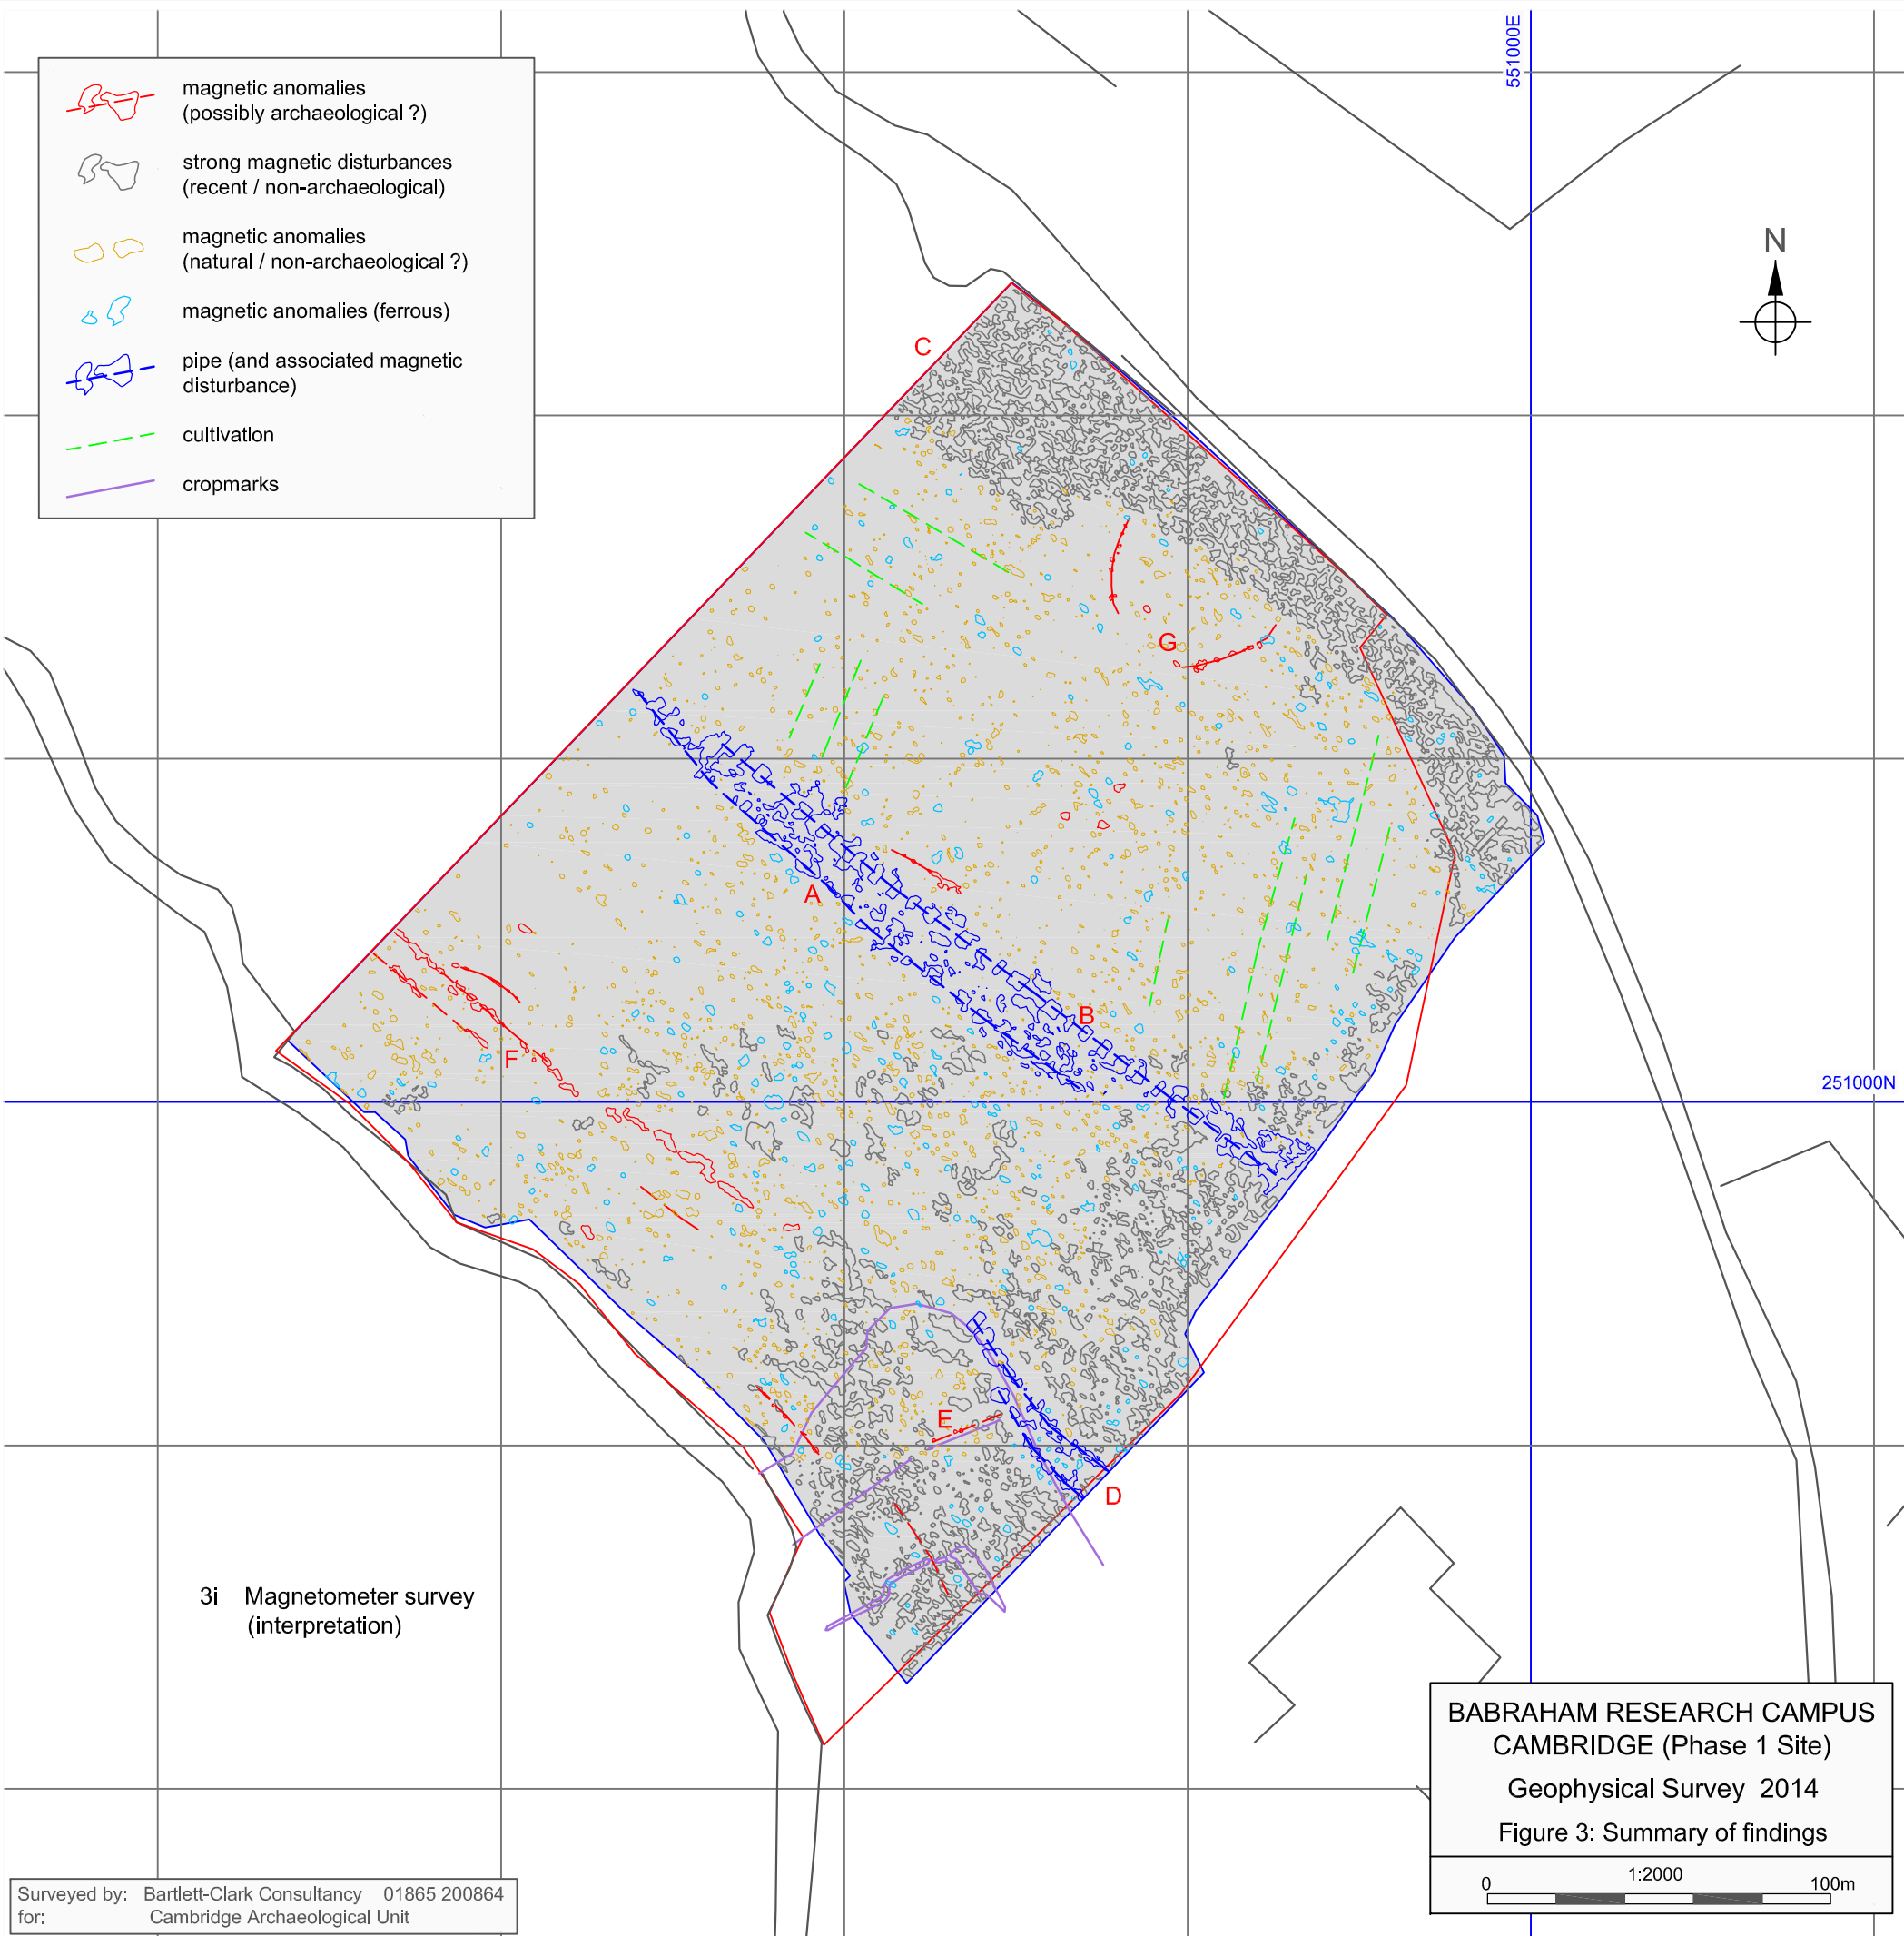 magnetic anomalies
(possibly archaeological ?)
strong magnetic disturbances
(recent / non-archaeological)
magnetic anomalies
(natural / non-archaeological ?)
magnetic anomalies (ferrous)
pipe (and associated magnetic
disturbance)
cultivation
cropmarks
551000E
N
C
G
A
B
F
251000N
E
D
3i Magnetometer survey
(interpretation)
BABRAHAM RESEARCH CAMPUS
CAMBRIDGE (Phase 1 Site)
Geophysical Survey 2014
Figure 3: Summary of findings
1:2000
0 100m
Surveyed by: Bartlett-Clark Consultancy 01865 200864
for: Cambridge Archaeological Unit